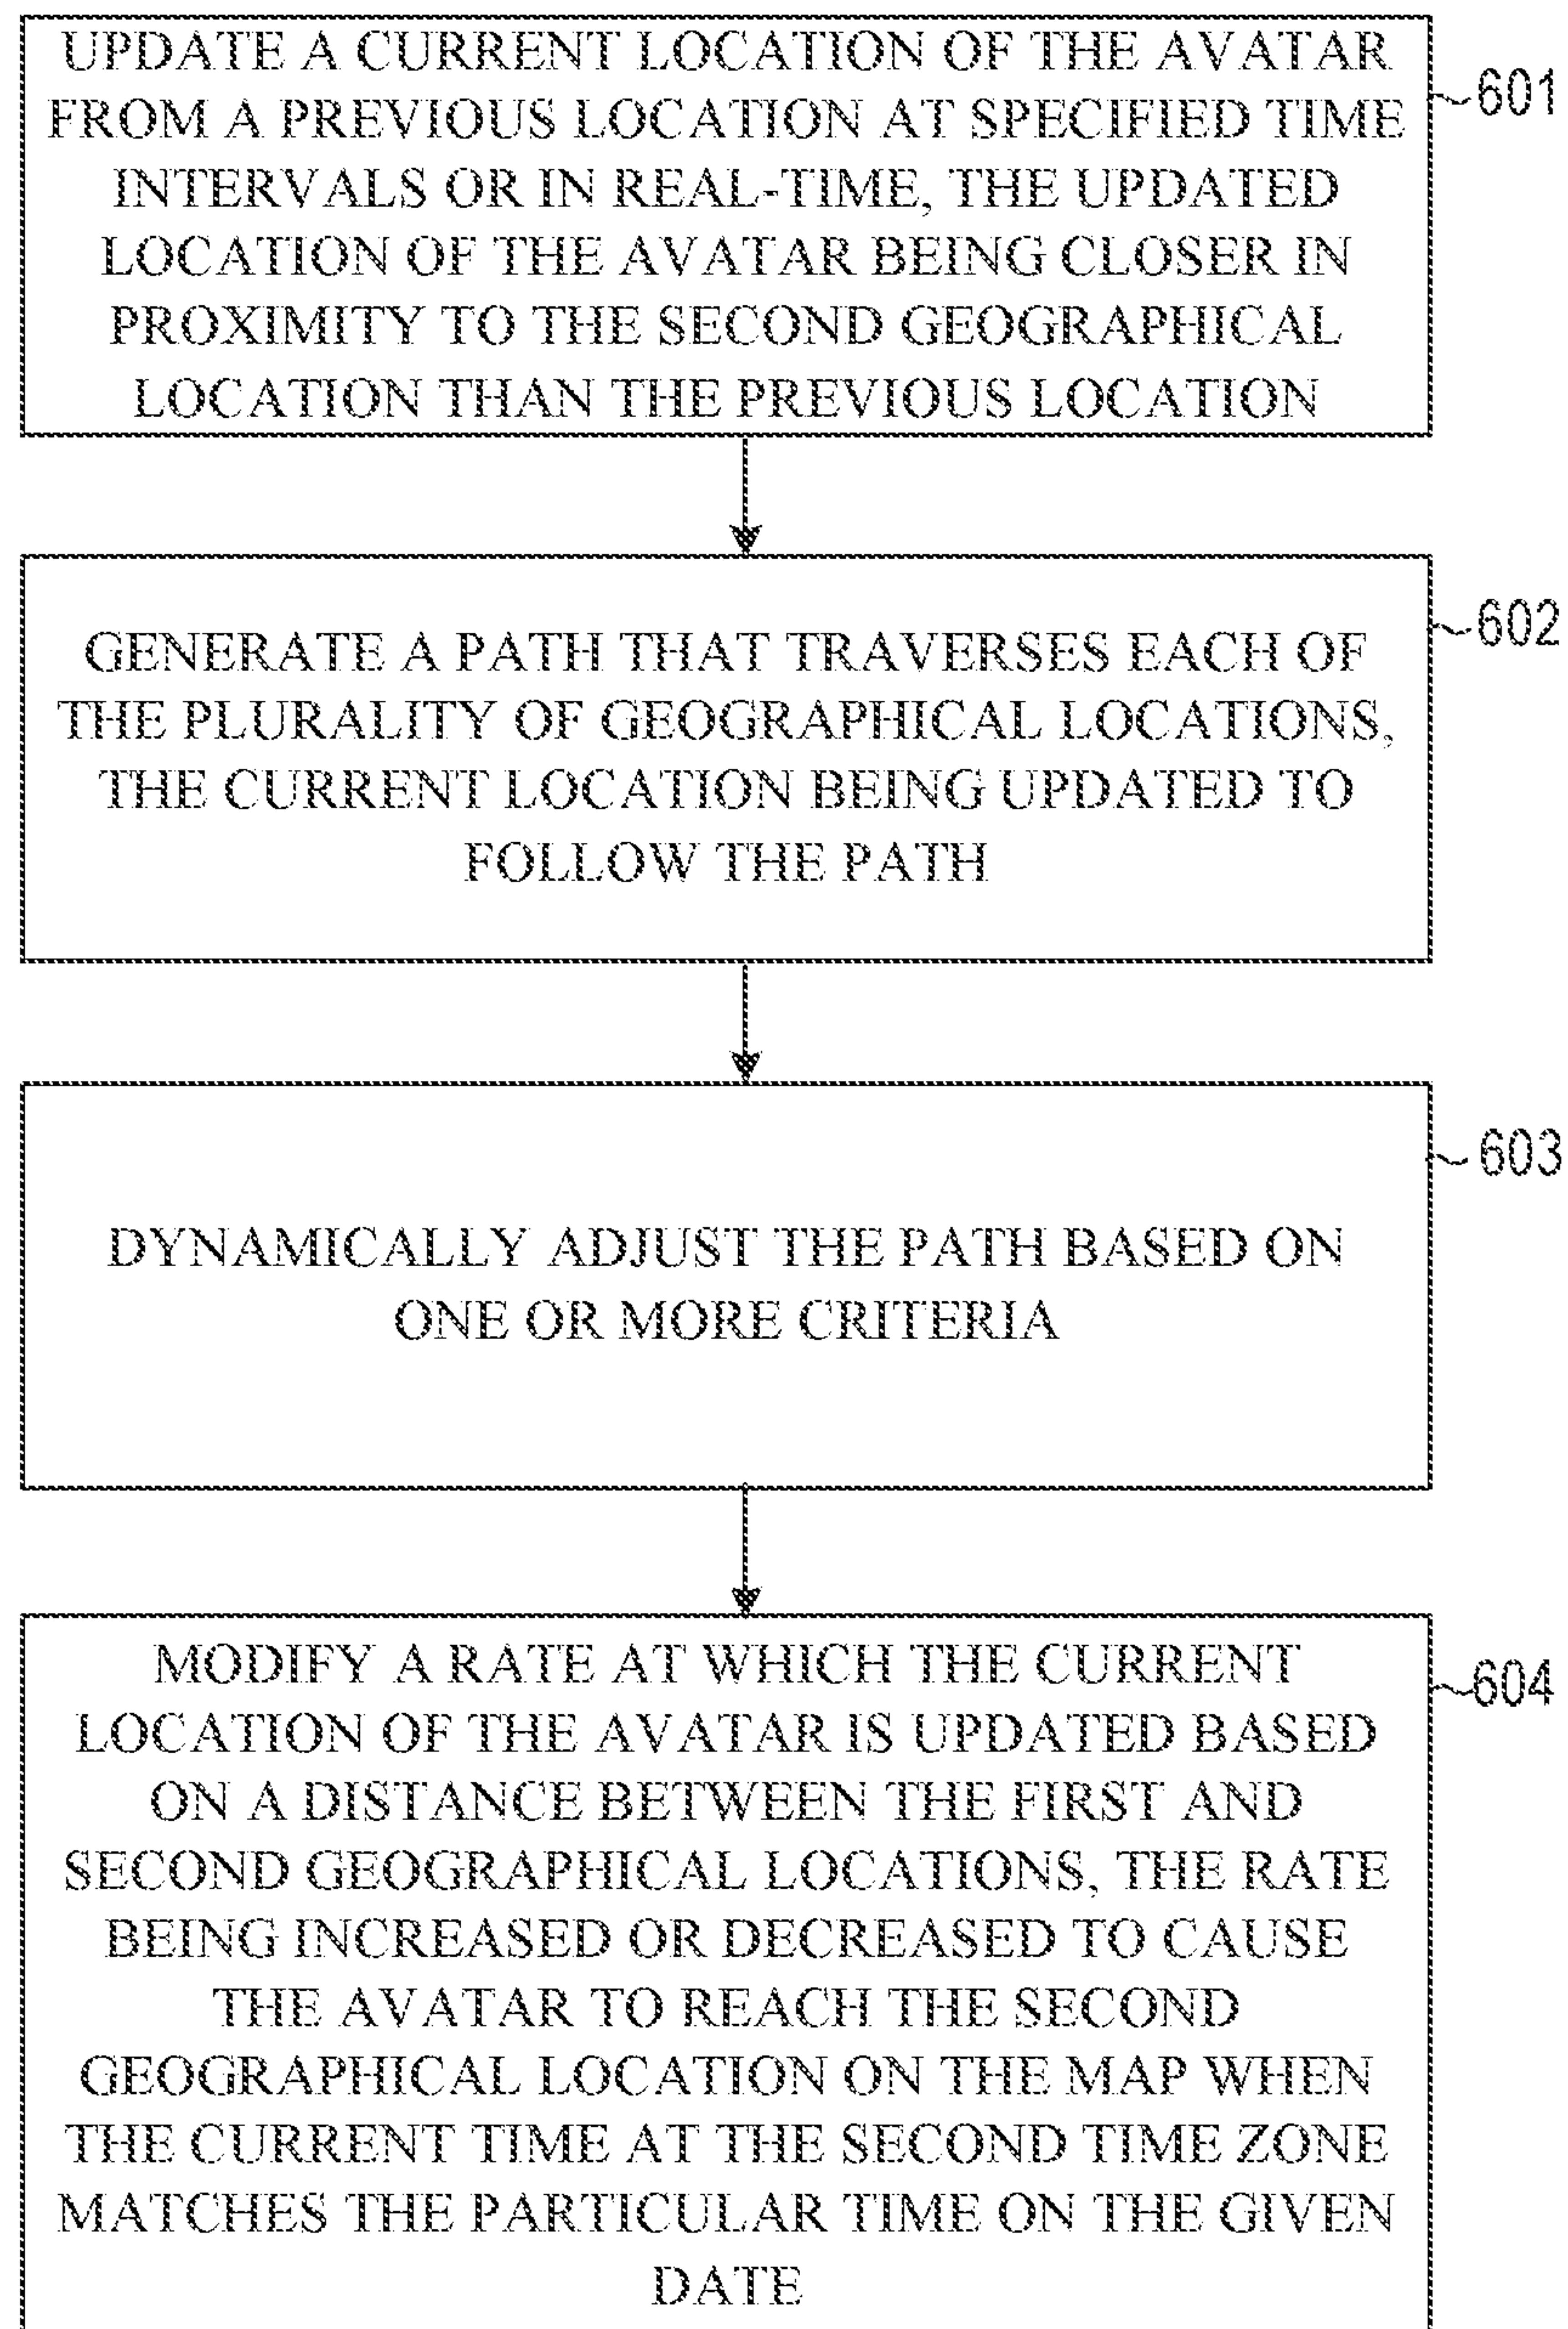 UPDATE A CURRENT LOCATION OF THE AVATAR
FROM A PREVIOUS LOCATION AT SPECIFIED TIME
INTERVALS OR IN REAL-TIME, THE UPDATED
LOCATION OF THE AVATAR BEING CLOSER IN
PROXIMITY TO THE SECOND GEOGRAPHICAL
LOCATION THAN THE PREVIOUS LOCATION
601
GENERATE A PATH THAT TRAVERSES EACH OF
THE PLURALITY OF GEOGRAPHICAL LOCATIONS,
THE CURRENT LOCATION BEING UPDATED TO
FOLLOW THE PATH
602
DYNAMICALLY ADJUST THE PATH BASED ON
ONE OR MORE CRITERIA
603
MODIFY A RATE AT WHICH THE CURRENT
LOCATION OF THE AVATAR IS UPDATED BASED
ON A DISTANCE BETWEEN THE FIRST AND
SECOND GEOGRAPHICAL LOCATIONS, THE RATE
BEING INCREASED OR DECREASED TO CAUSE
THE AVATAR TO REACH THE SECOND
GEOGRAPHICAL LOCATION ON THE MAP WHEN
THE CURRENT TIME AT THE SECOND TIME ZONE
MATCHES THE PARTICULAR TIME ON THE GIVEN
DATE
604